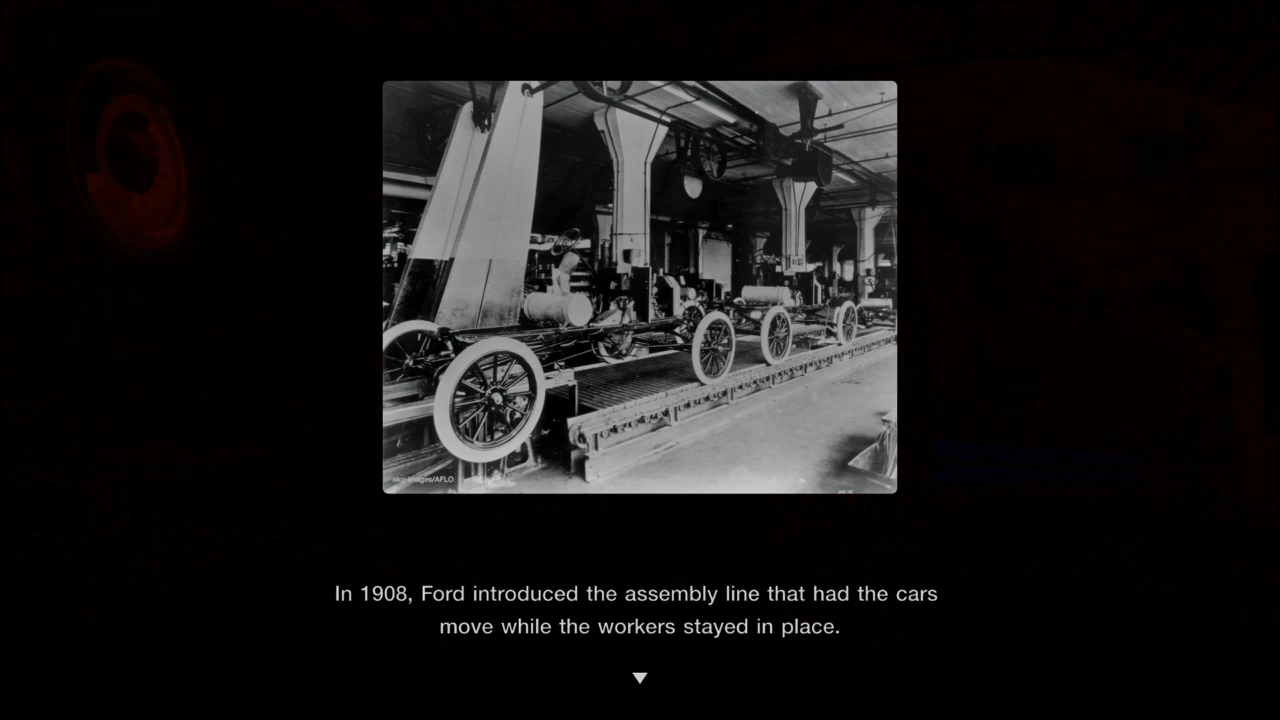 akg-images/AFLO
In 1908, Ford introduced the assembly line that had the cars
move while the workers stayed in place.